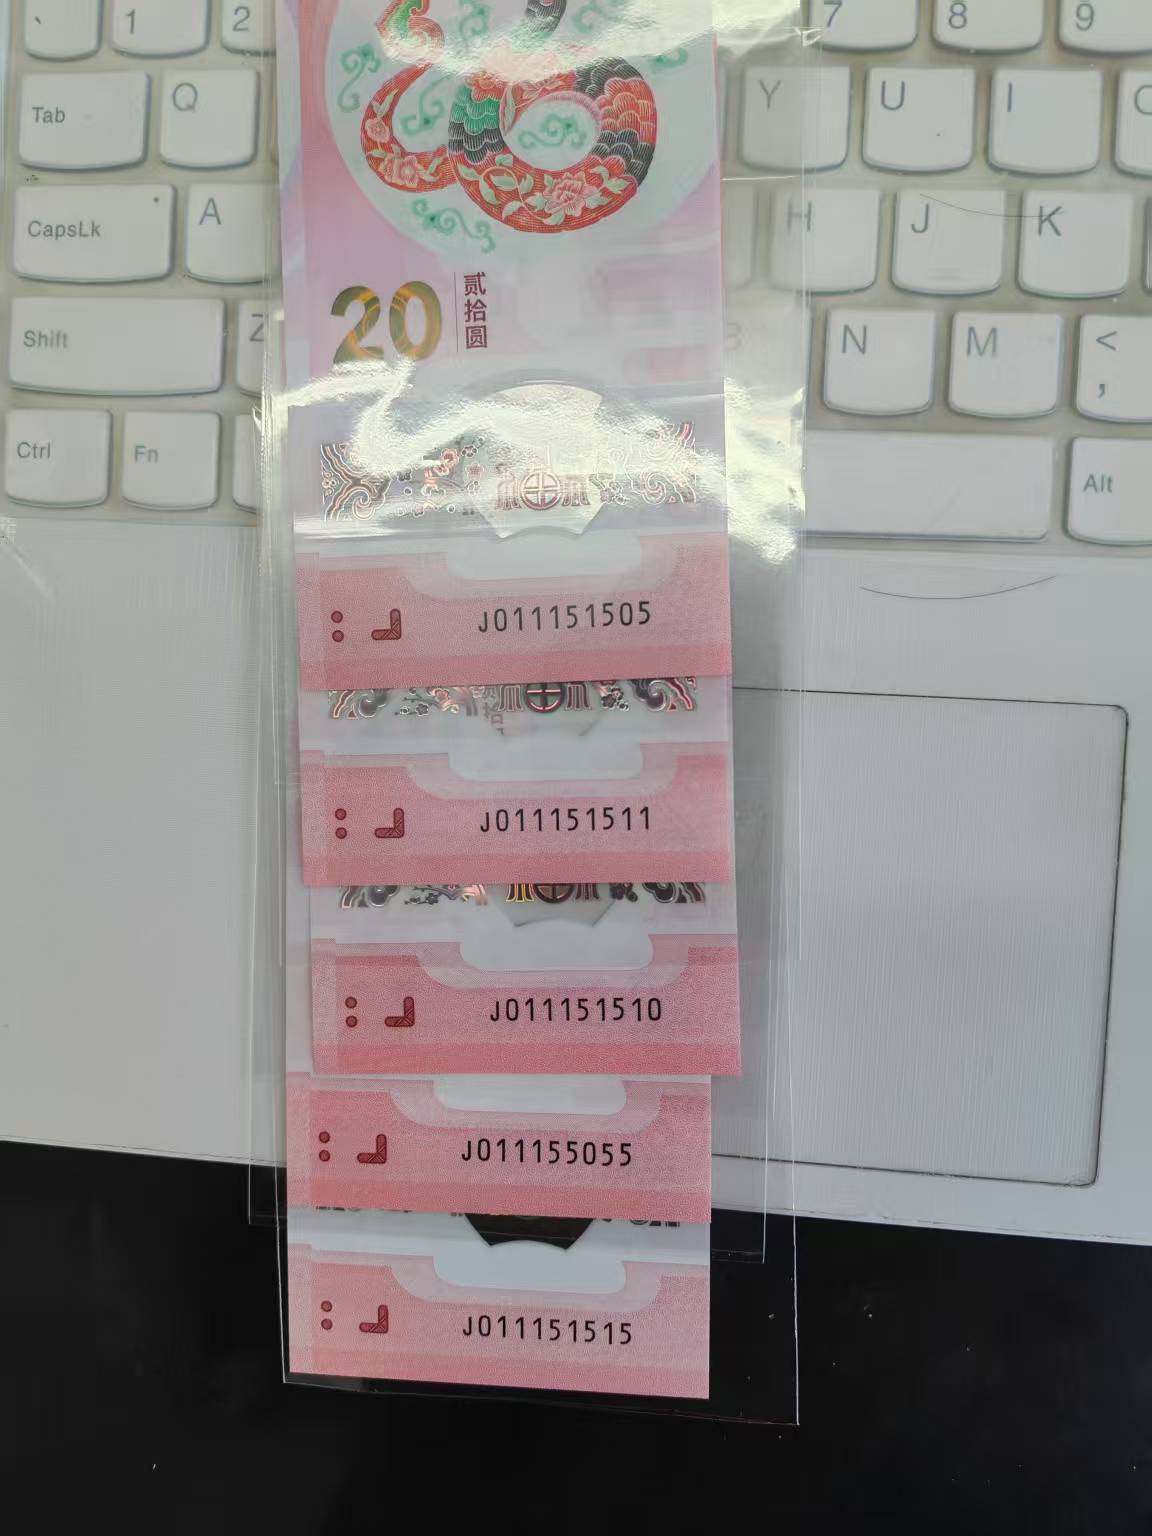 1
2
7
8
9
Tab
Q
Y
U
I
CapsLk
A
H
J
K
20
贰拾圆
Shift
Z
N
M
<
,
Ctrl
Fn
Alt
J011151505
J011151511
J011151510
J011155055
J011151515